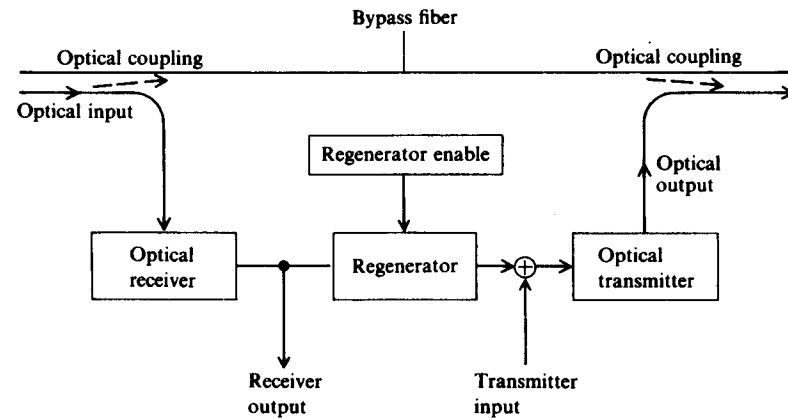 Bypass fiber
Optical coupling
Optical coupling
Optical input
Regenerator enable
Optical
output
Optical
receiver
Regenerator
Optical
transmitter
Receiver
output
Transmitter
input